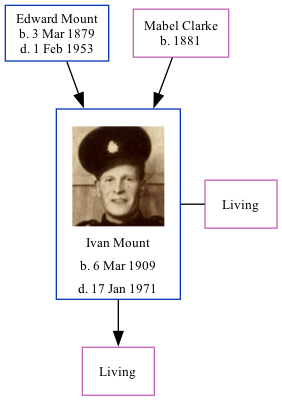 Edward Mount
b. 3 Mar 1879
d. 1 Feb 1953
Mabel Clarke
b. 1881
Ivan Mount
b. 6 Mar 1909
d. 17 Jan 1971
Living
Living